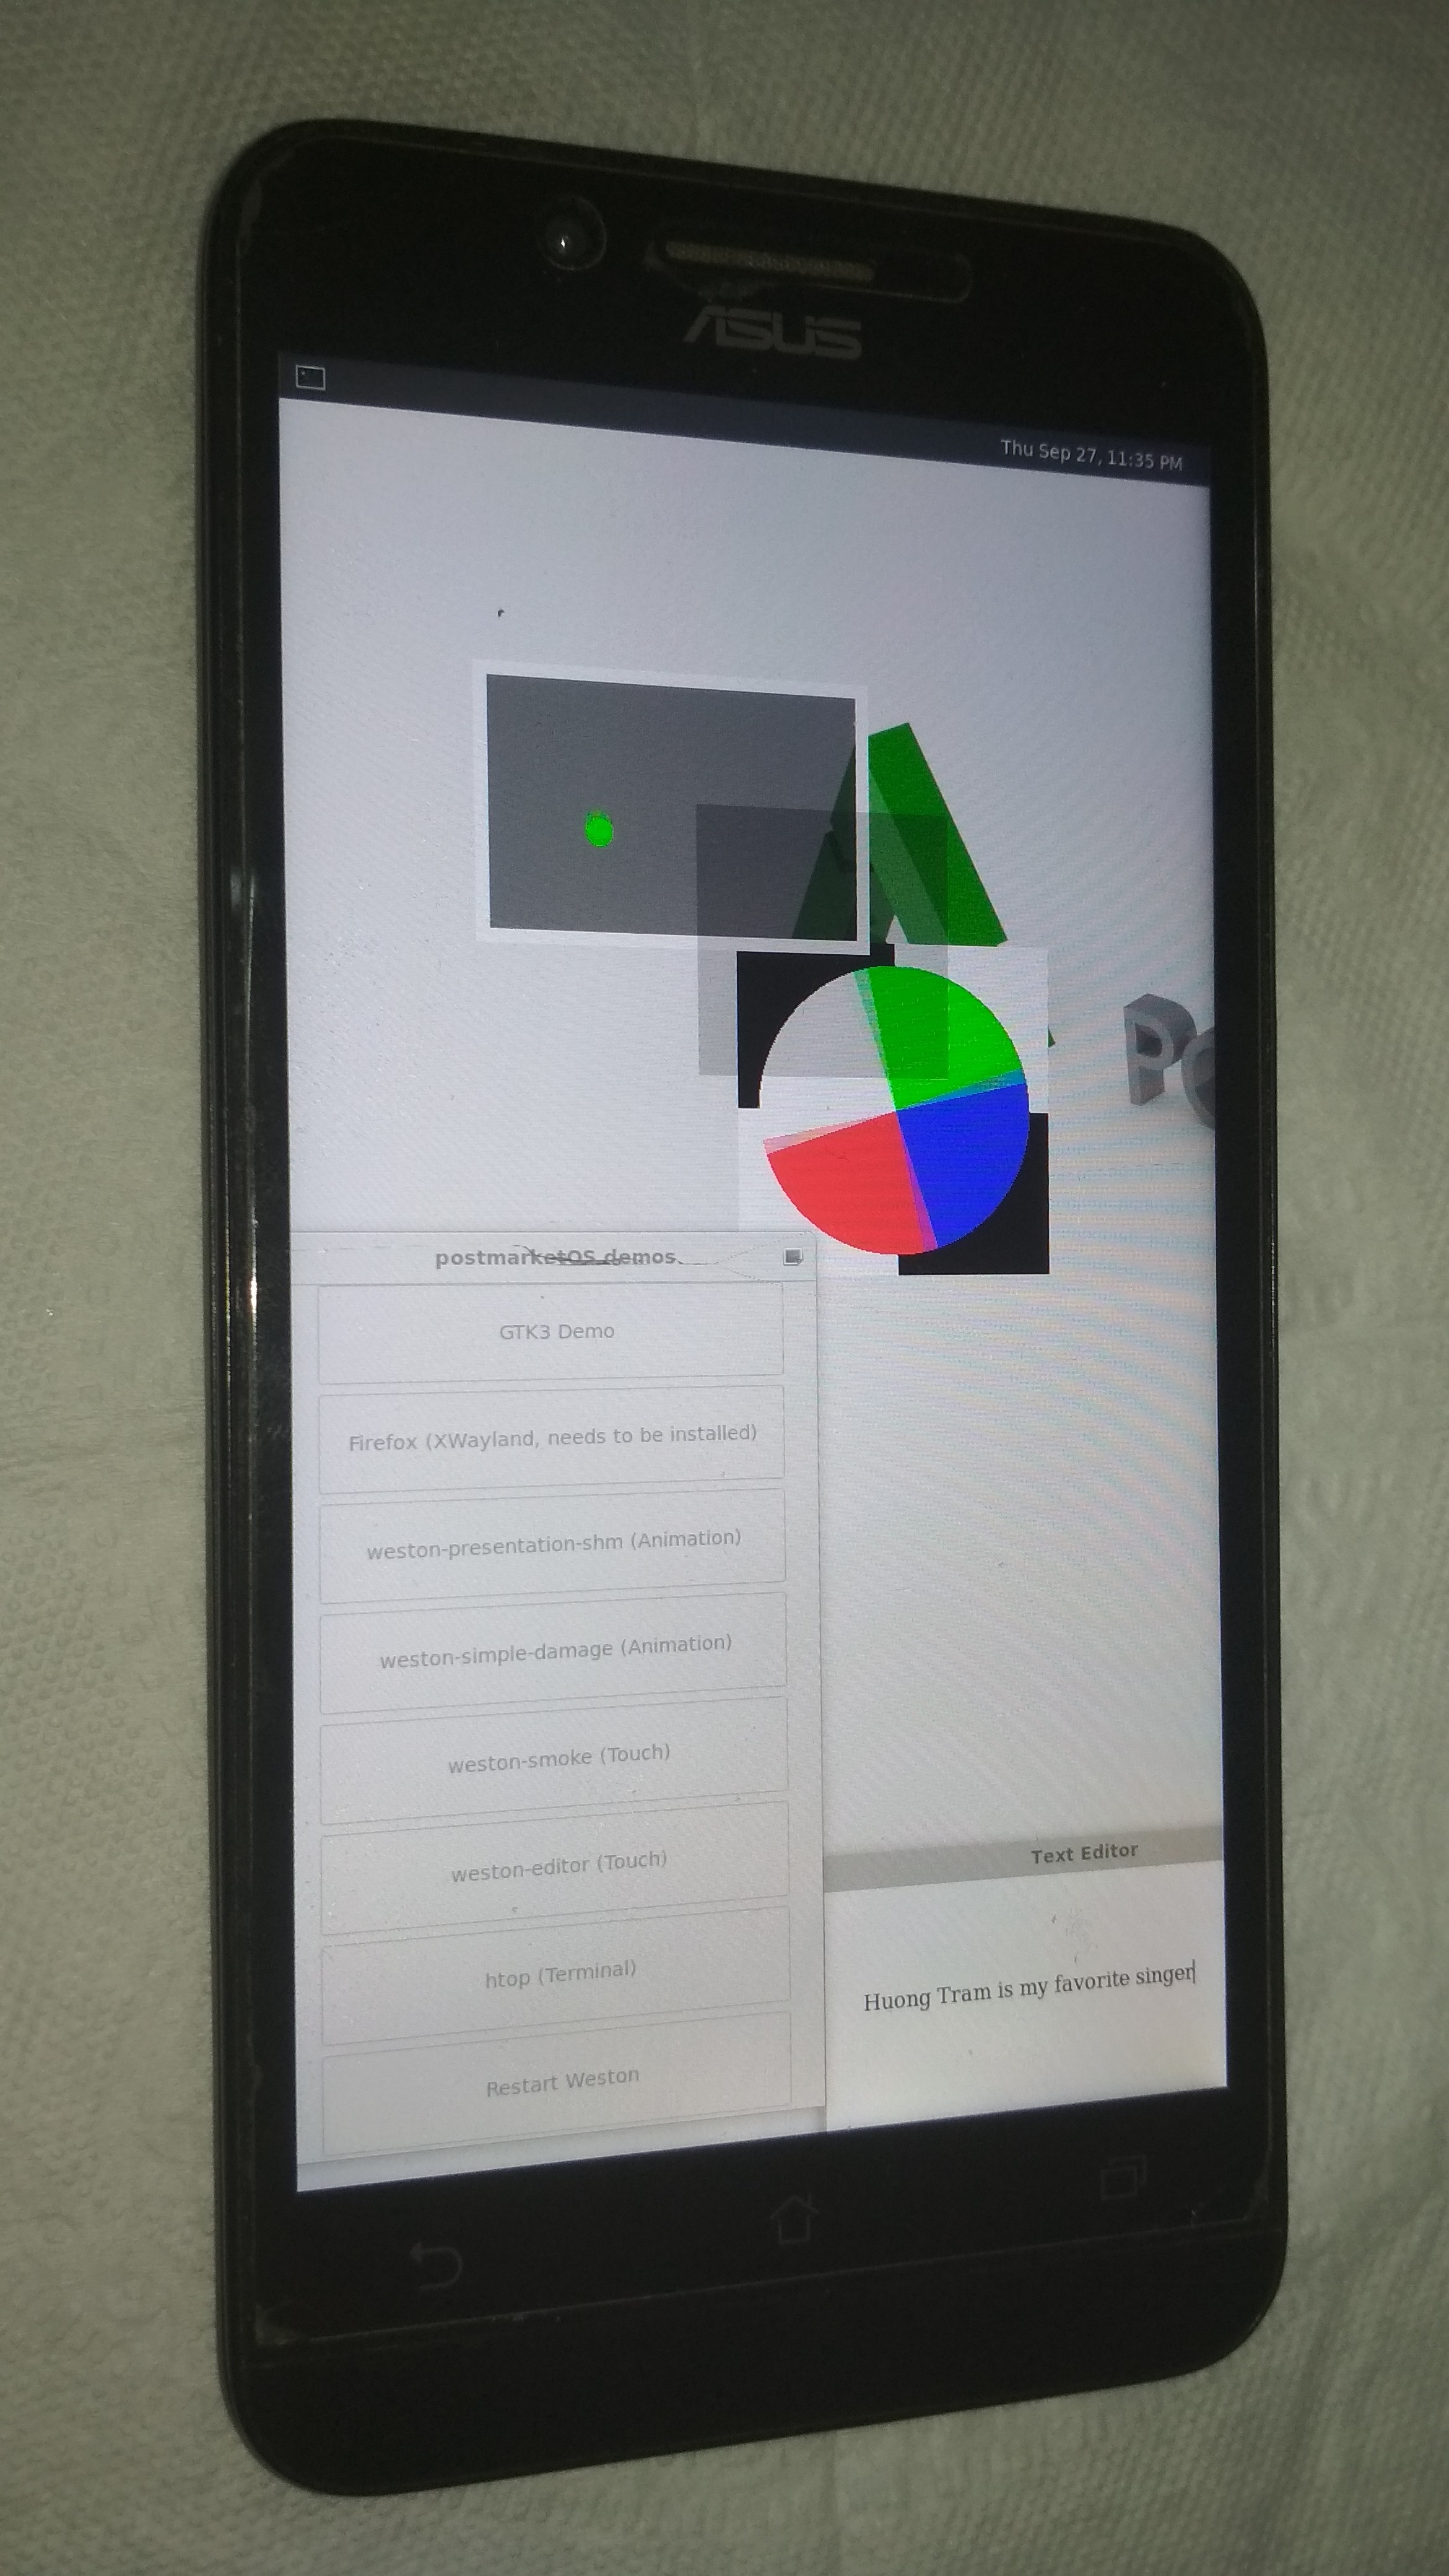 ASUS
Thu Sep 27, 11:35 PM
postmarketOS demos
GTK3 Demo
Firefox (XWayland, needs to be installed)
weston-presentation-shm (Animation)
weston-simple-damage (Animation)
weston-smoke (Touch)
weston-editor (Touch)
htop (Terminal)
Restart Weston
Text Editor
Huong Tram is my favorite singer